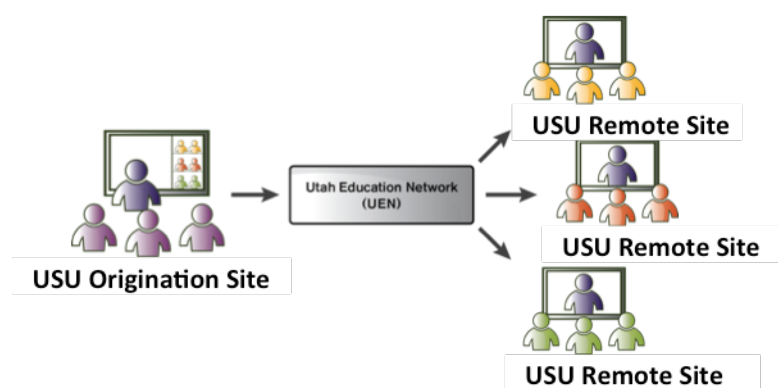 USU Origination Site
Utah Education Network
(UEN)
USU Remote Site
USU Remote Site
USU Remote Site